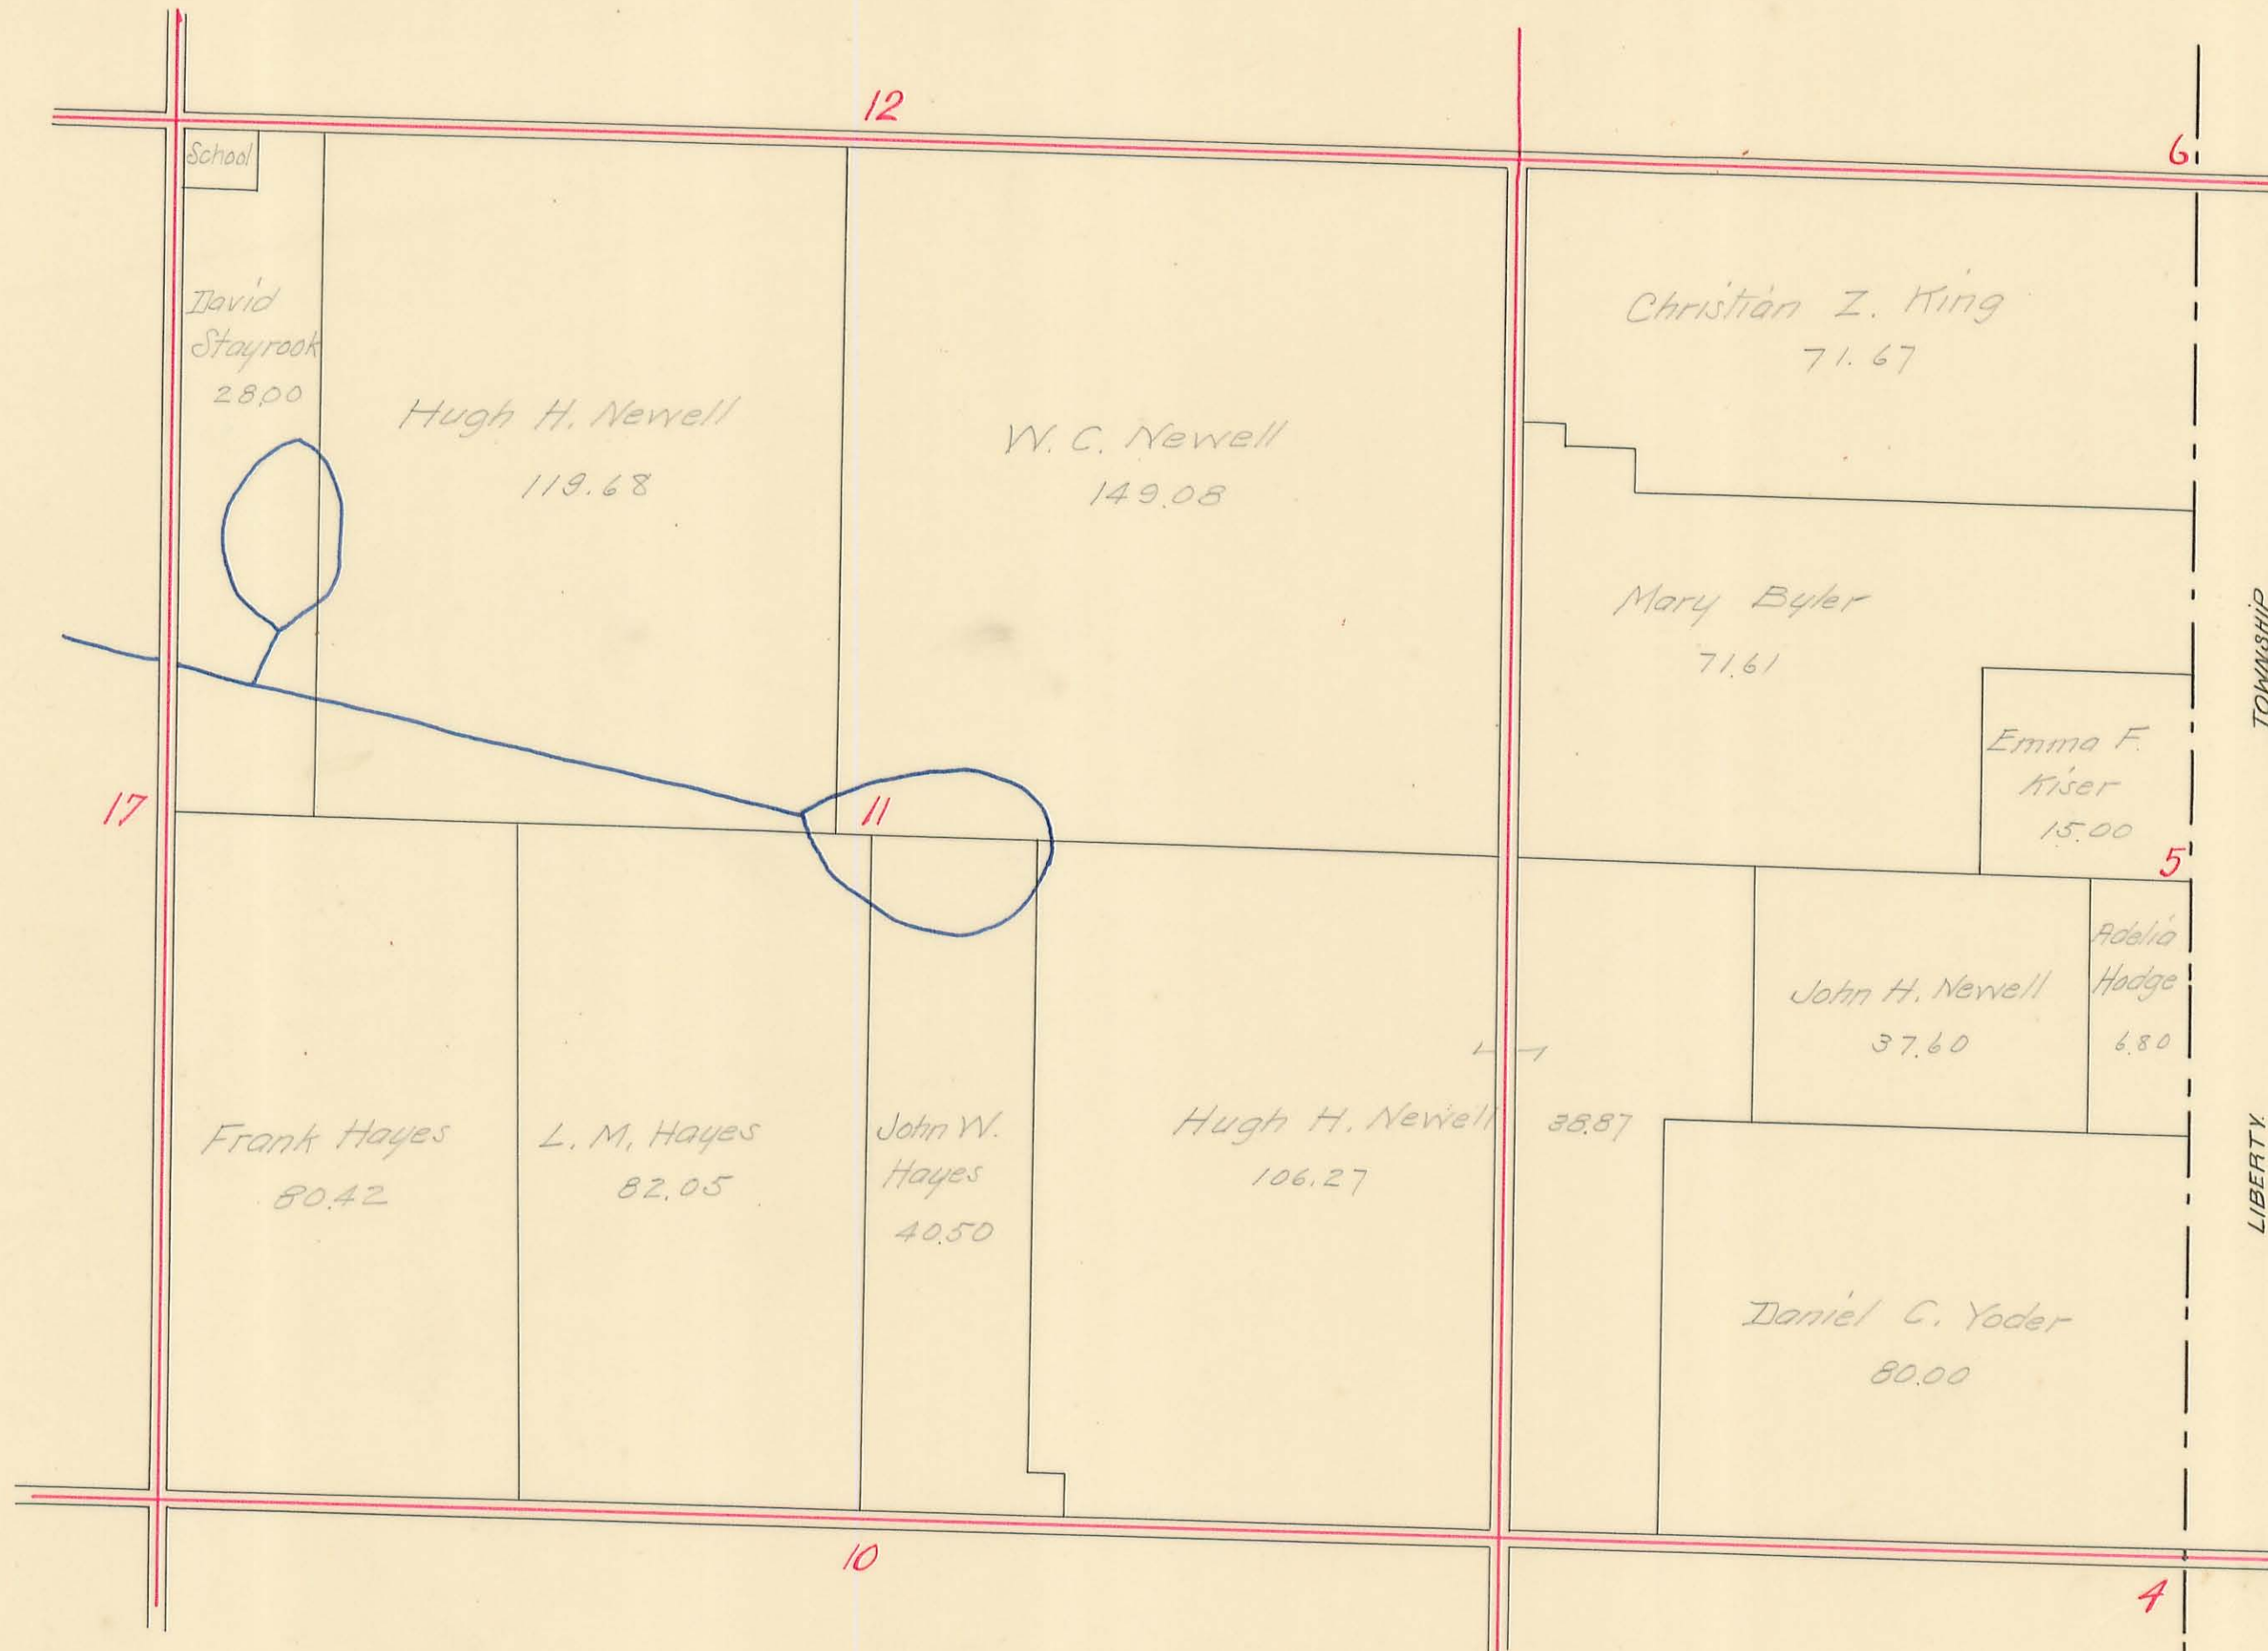 12
6
School
David
Stayrook
28.00
Hugh H. Newell
119.68
W. C. Newell
149.08
Christian Z. King
71.67
Mary Byler
71.61
Emma F.
Kiser
15.00
TOWNSHIP
LIBERTY
17
11
5
Frank Hayes
80.42
L. M. Hayes
82.05
John W.
Hayes
40.50
Hugh H. Newell
106.27
38.87
John H. Newell
37.60
Adelia
Hodge
6.80
Daniel C. Yoder
80.00
10
4